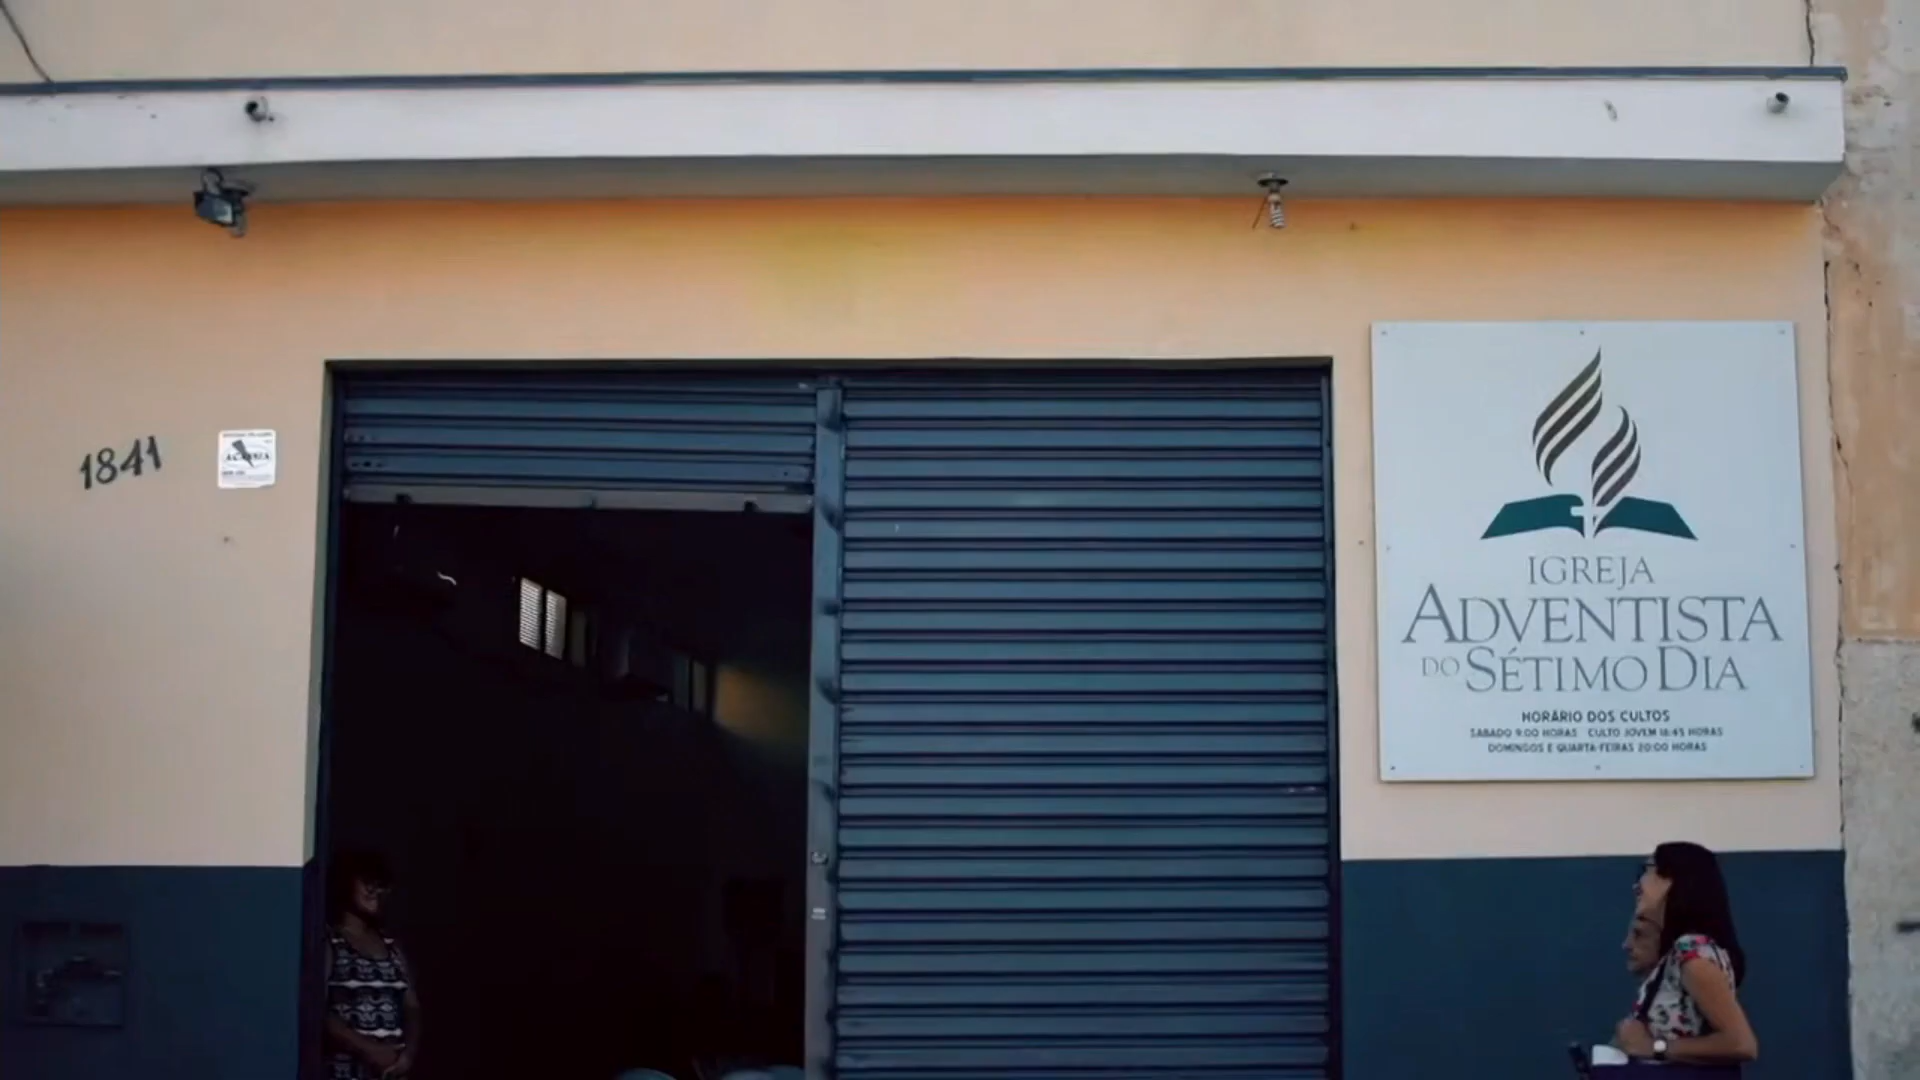 1841
IGREJA
ADVENTISTA
DO SÉTIMO DIA
HORÁRIO DOS CULTOS
SÁBADO 9:00 HORAS CULTO JOVEM 16:45 HORAS
DOMINGOS E QUARTA-FEIRAS 20:00 HORAS